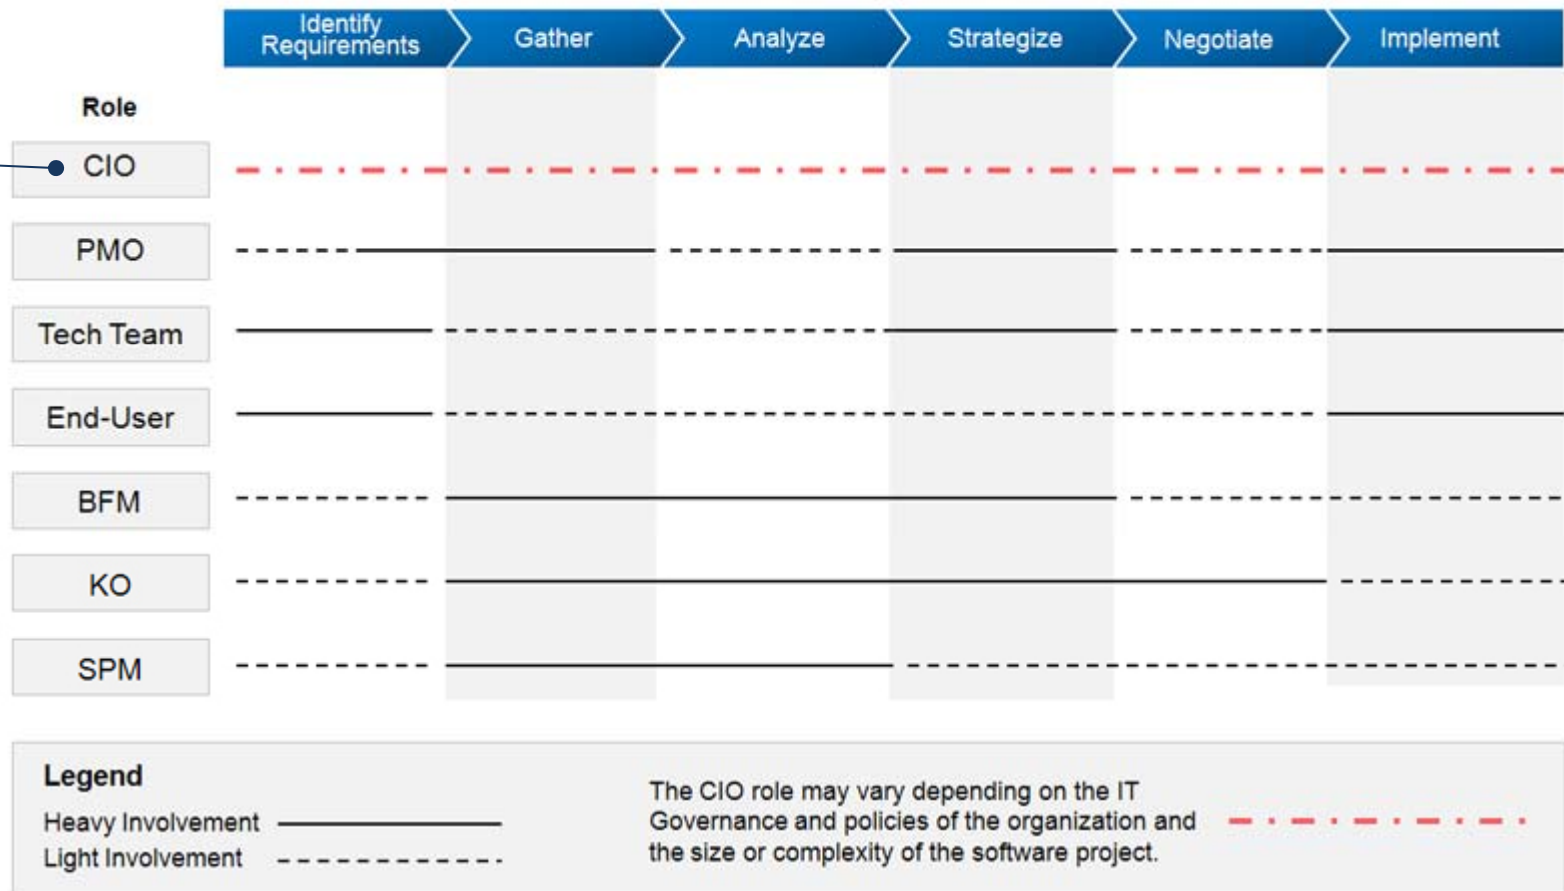 Identify
Requirements
Gather
Analyze
Strategize
Negotiate
Implement
Role
CIO
PMO
Tech Team
End-User
BFM
KO
SPM
Legend
Heavy Involvement
Light Involvement
The CIO role may vary depending on the IT
Governance and policies of the organization and
the size or complexity of the software project.